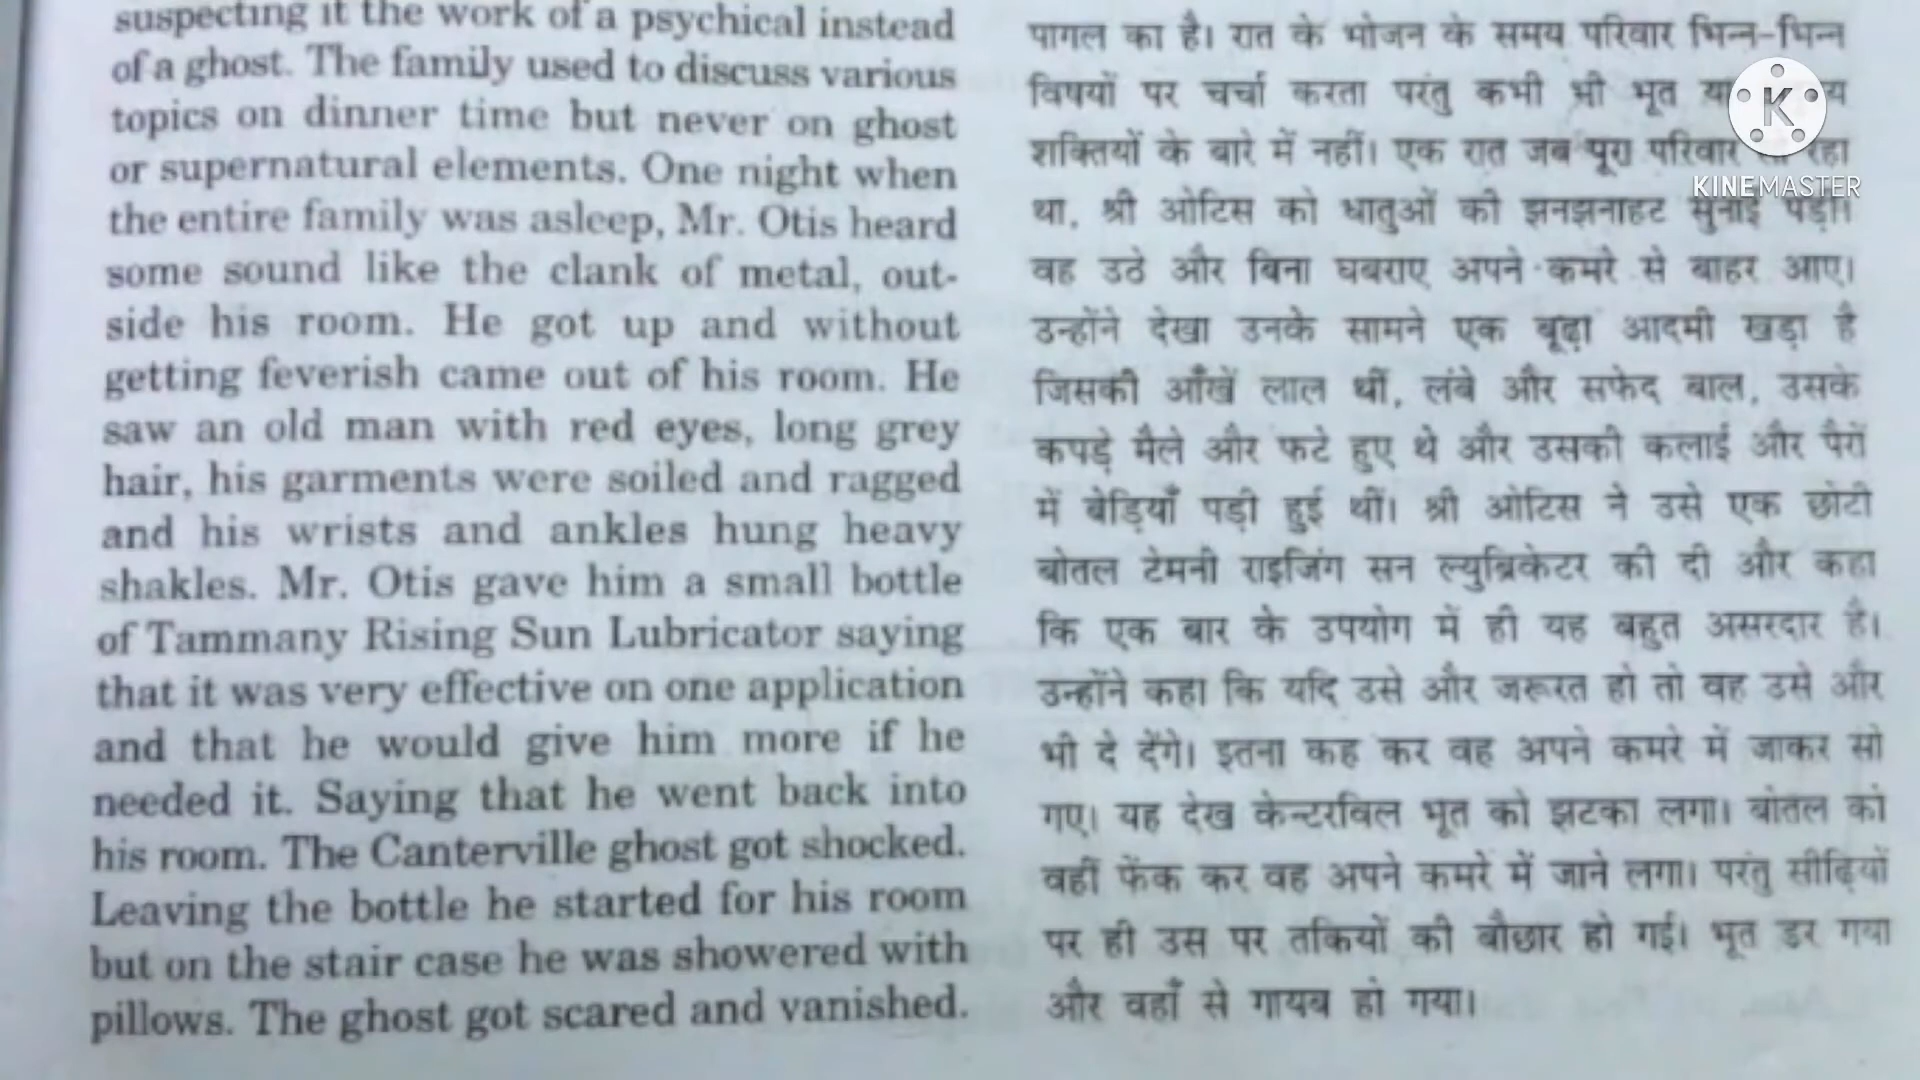 suspecting it the work of a psychical instead
of a ghost. The family used to discuss various
topics on dinner time but never on ghost
or supernatural elements. One night when
the entire family was asleep, Mr. Otis heard
some sound like the clank of metal, out-
side his room. He got up and without
getting feverish came out of his room. He
saw an old man with red eyes, long grey
hair, his garments were soiled and ragged
and his wrists and ankles hung heavy
shakles. Mr. Otis gave him a small bottle
of Tammany Rising Sun Lubricator saying
that it was very effective on one application
and that he would give him more if he
needed it. Saying that he went back into
his room. The Canterville ghost got shocked.
Leaving the bottle he started for his room
but on the stair case he was showered with
pillows. The ghost got scared and vanished.
पागल का है। रात के भोजन के समय परिवार भिन्न-भिन्न
विषयों पर चर्चा करता परंतु कभी भी भूत
शक्तियों के बारे में नहीं। एक रात जब पूरा परिवार रहा
था, श्री ओटिस को धातुओं की झनझनाहट सुनाई पड़ी।
वह उठे और बिना घबराए अपने कमरे से बाहर आए।
उन्होंने देखा उनके सामने एक बूढ़ा आदमी खड़ा है
जिसकी आँखें लाल थीं, लंबे और सफेद बाल, उसके
कपड़े मैले और फटे हुए थे और उसकी कलाई और पैरों
में बेड़ियाँ पड़ी हुई थीं। श्री ओटिस ने उसे एक छोटी
बोतल टेमनी राइजिंग सन ल्युब्रिकेटर की दी और कहा
कि एक बार के उपयोग में ही यह बहुत असरदार है।
उन्होंने कहा कि यदि उसे और जरूरत हो तो वह उसे और
भी दे देंगे। इतना कह कर वह अपने कमरे में जाकर सो
गए। यह देख केन्टरविल भूत को झटका लगा। बोतल को
वहीं फेंक कर वह अपने कमरे में जाने लगा। परंतु सीढ़ियों
पर ही उस पर तकियों की बौछार हो गई। भूत डर गया
और वहाँ से गायब हो गया।
K
KINEMASTER